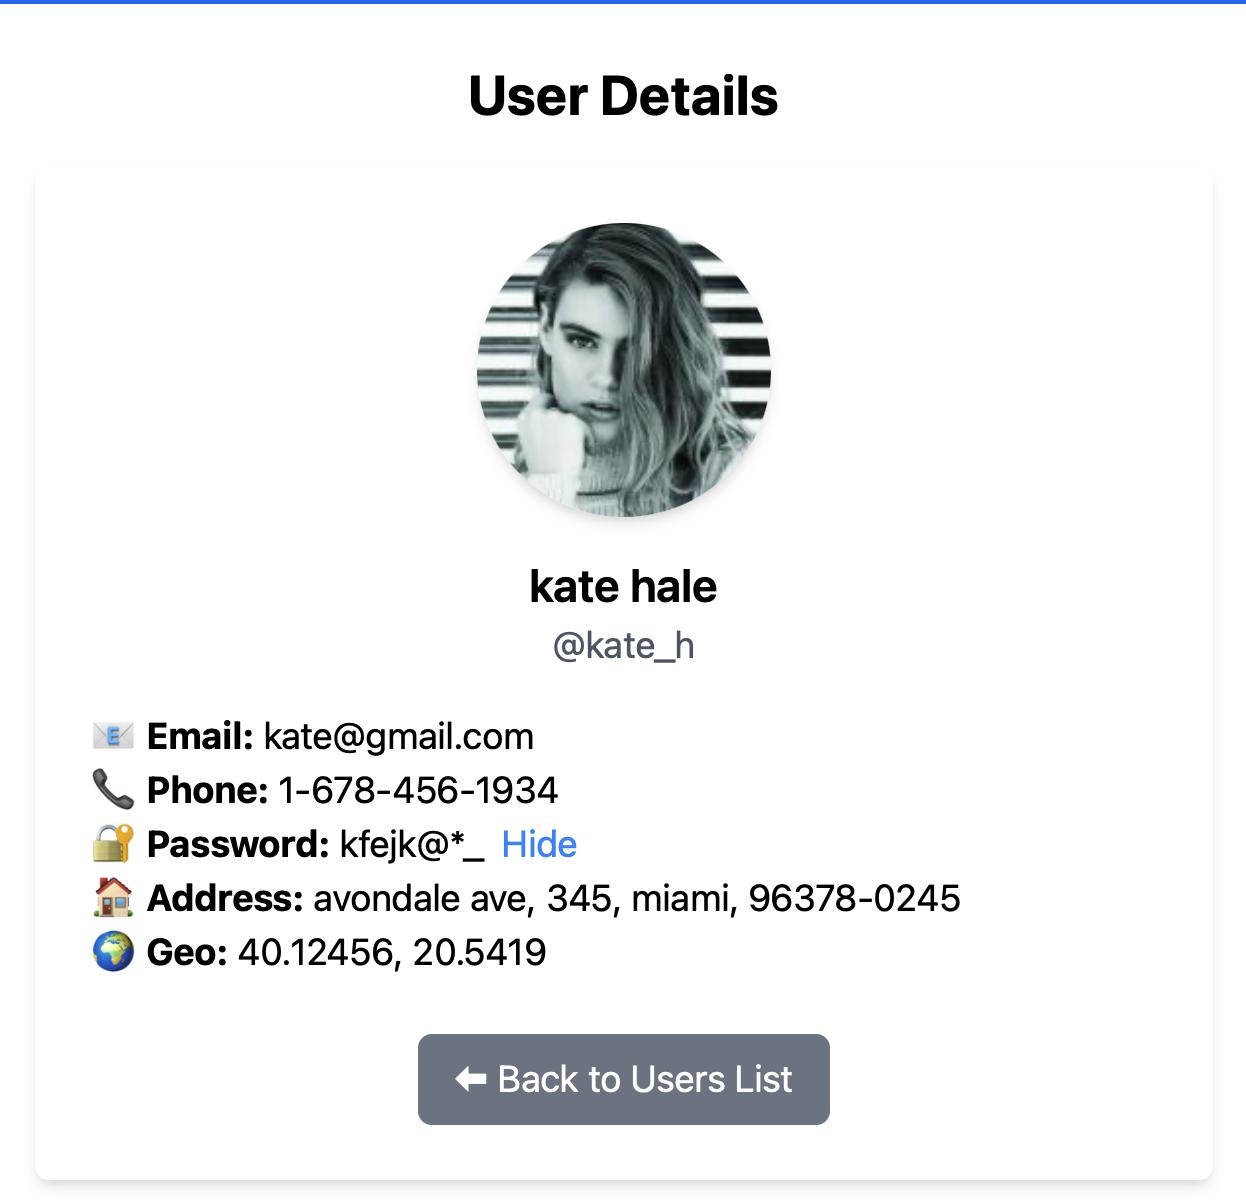 User Details
kate hale
@kate_h
📧 Email: kate@gmail.com
📞 Phone: 1-678-456-1934
🔐 Password: kfejk@*_ Hide
🏠 Address: avondale ave, 345, miami, 96378-0245
🌍 Geo: 40.12456, 20.5419
⬅ Back to Users List